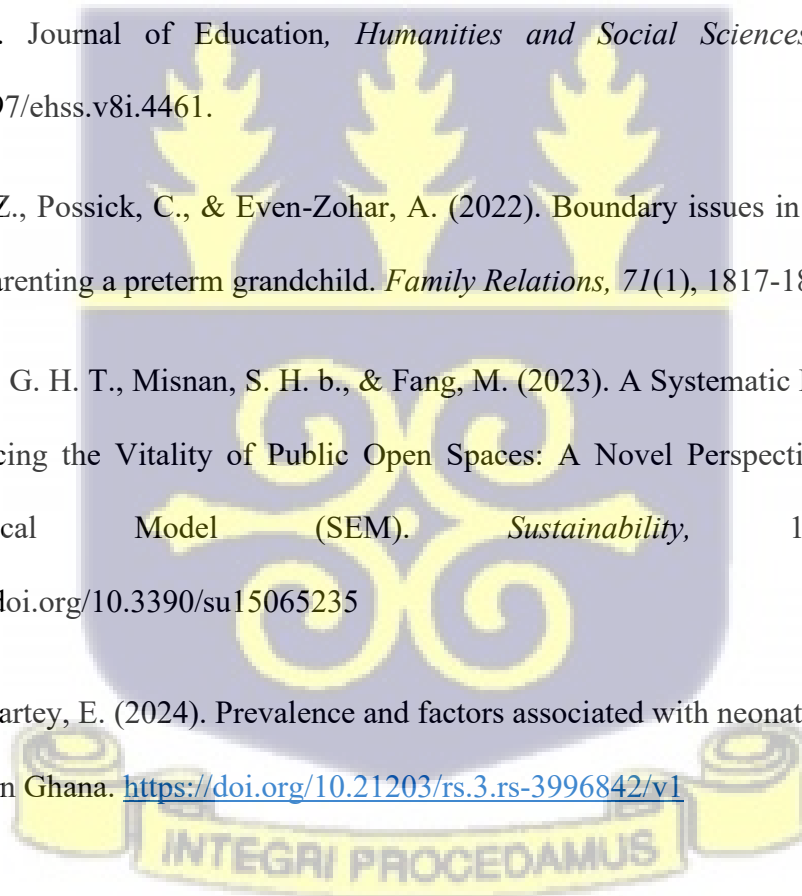 . Journal of Education, Humanities and Social Sciences
97/ehss.v8i.4461.
Z., Possick, C., & Even-Zohar, A. (2022). Boundary issues in
arenting a preterm grandchild. Family Relations, 71(1), 1817-18
G. H. T., Misnan, S. H. b., & Fang, M. (2023). A Systematic
cing the Vitality of Public Open Spaces: A Novel Perspecti
cal Model (SEM). Sustainability, 1
doi.org/10.3390/su15065235
artey, E. (2024). Prevalence and factors associated with neonat
n Ghana. https://doi.org/10.21203/rs.3.rs-3996842/v1
INTEGRI PROCEDAMUS